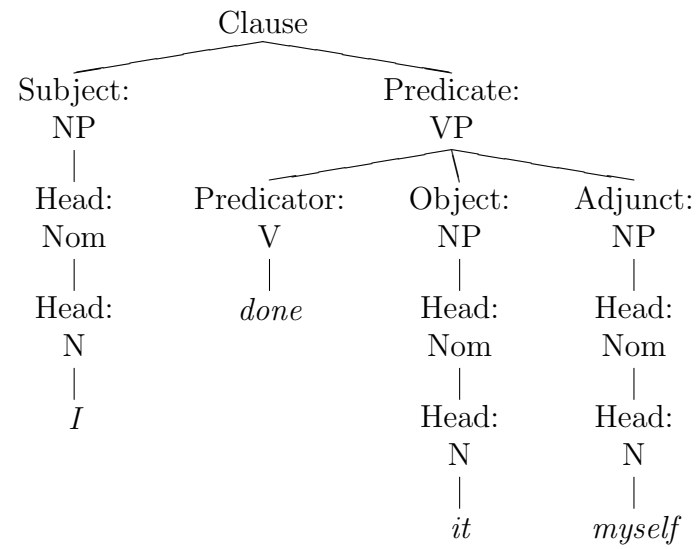 Clause
Subject: Predicate:
NP VP
Head: Predicator: Object: Adjunct:
Nom V NP NP
Head: done Head: Head:
N Nom Nom
I Head: Head:
N N
it myself